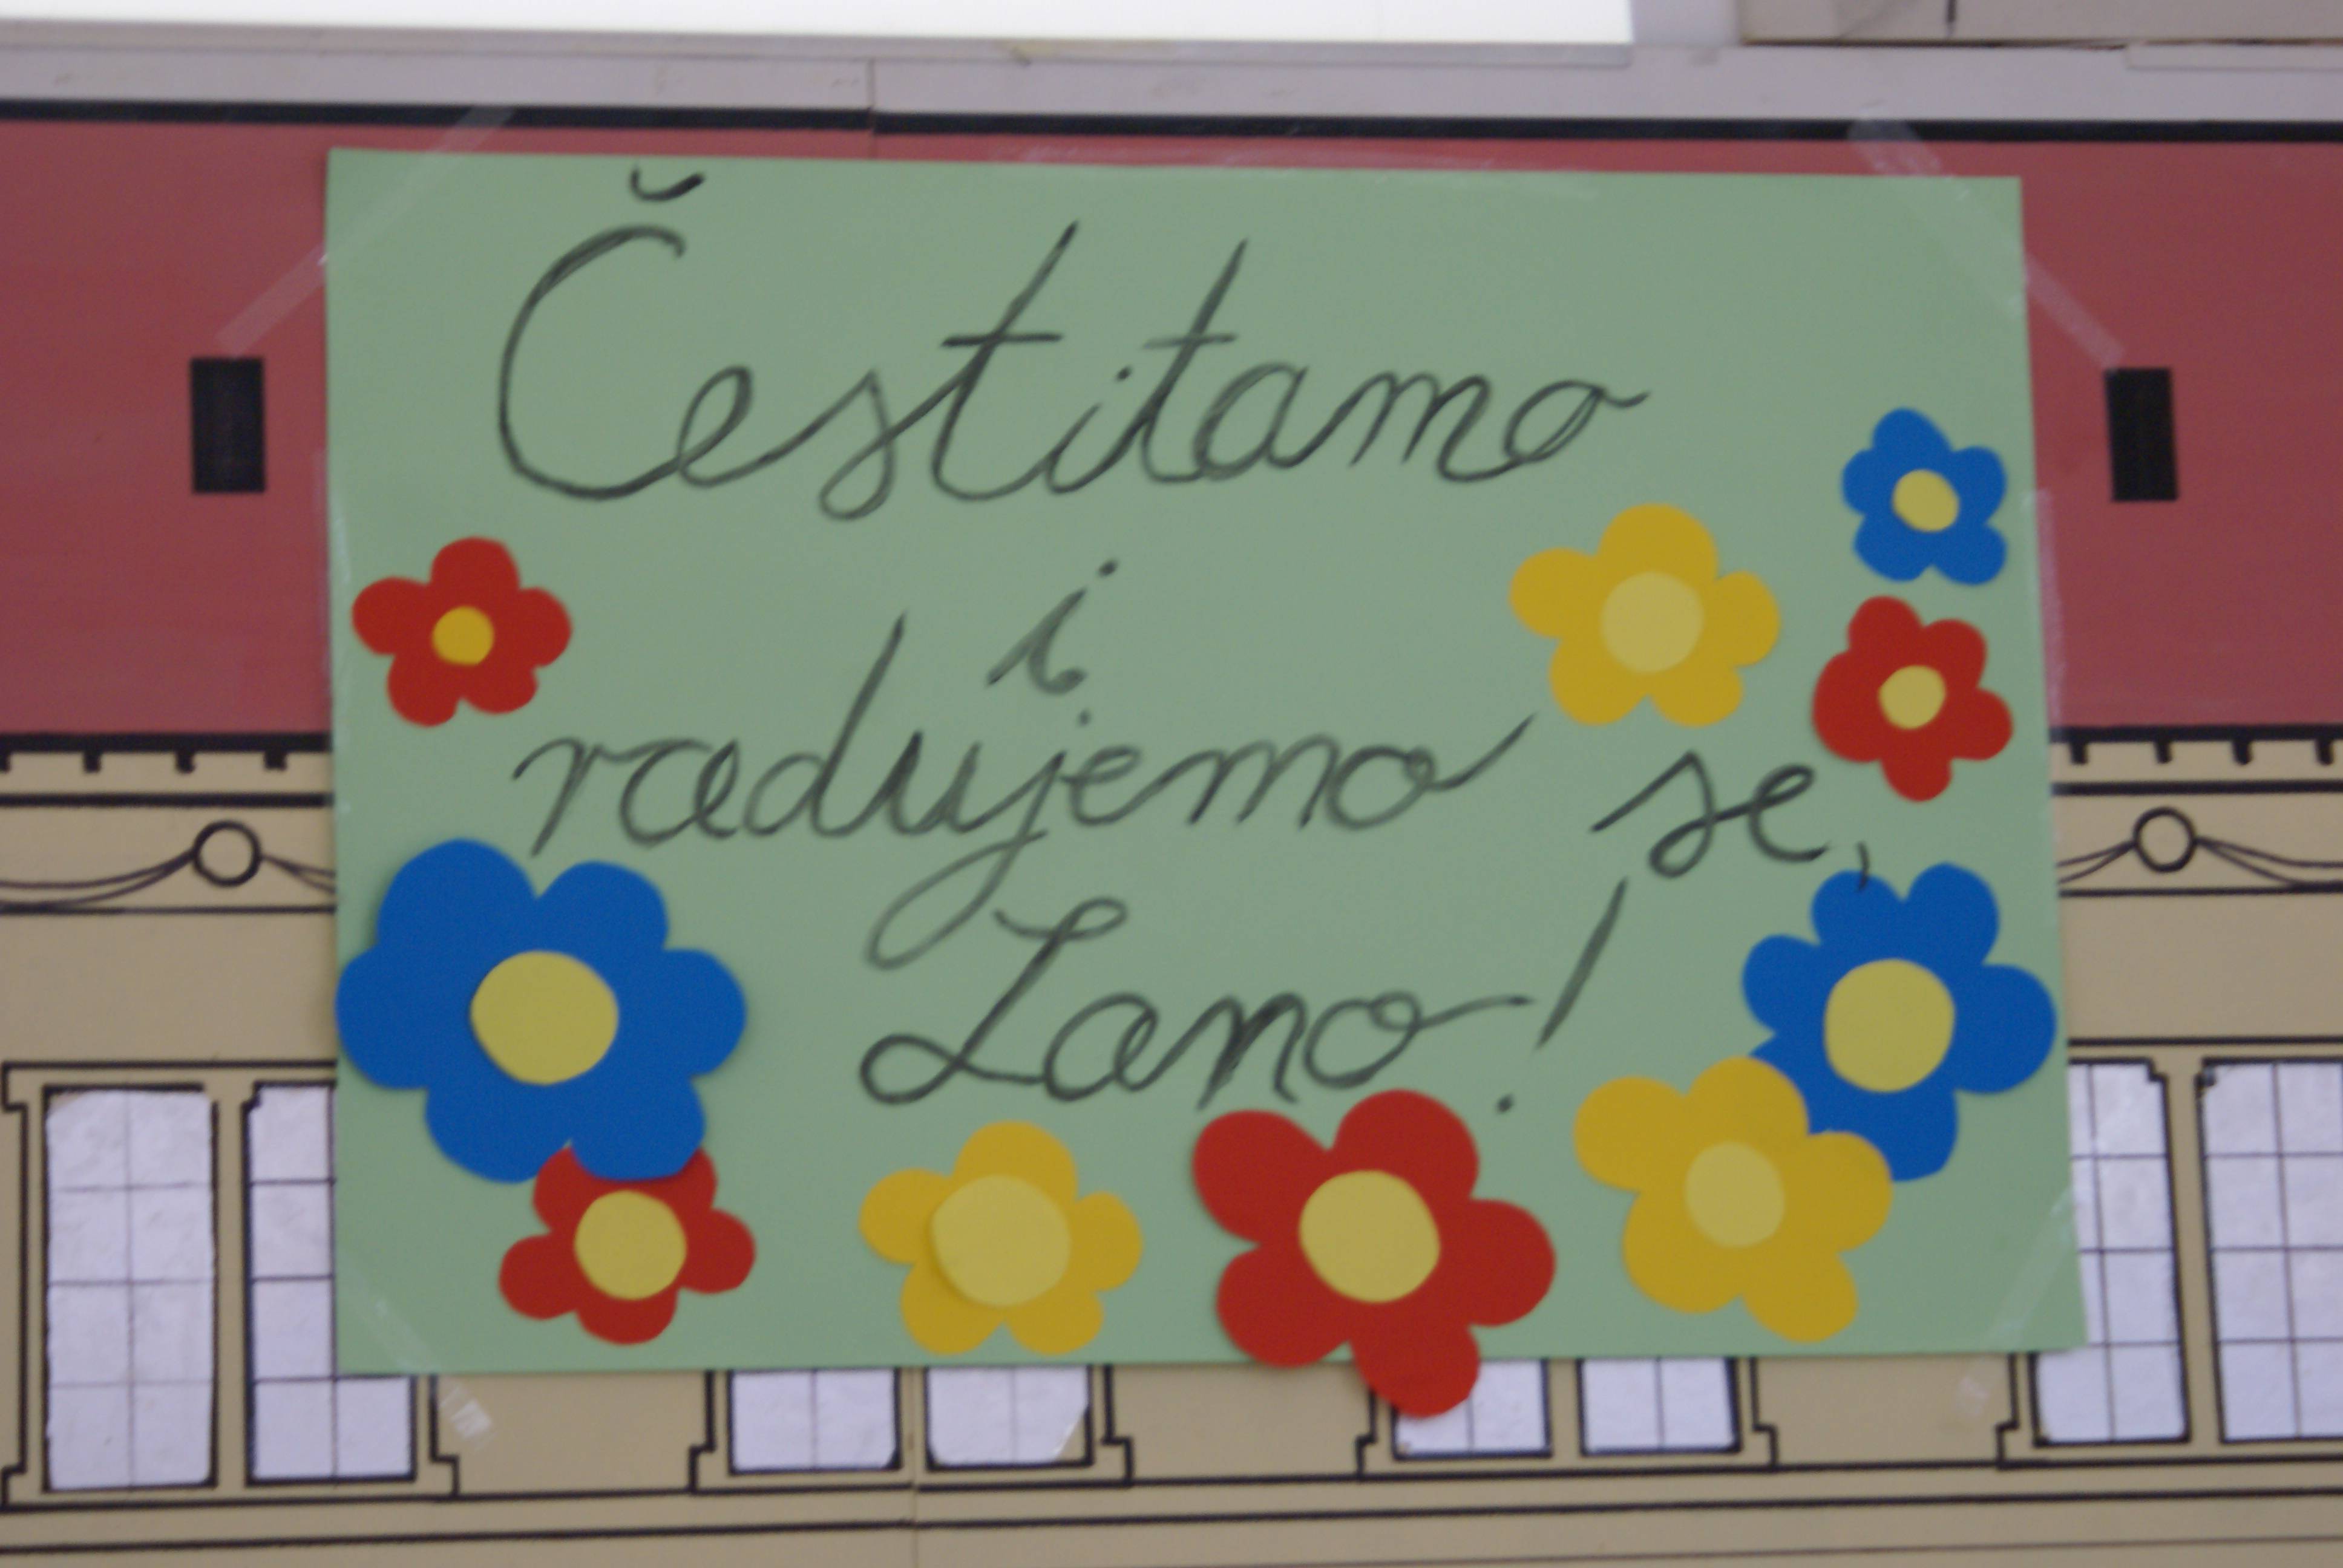 Čestitamo
i
radujemo se,
Lano!